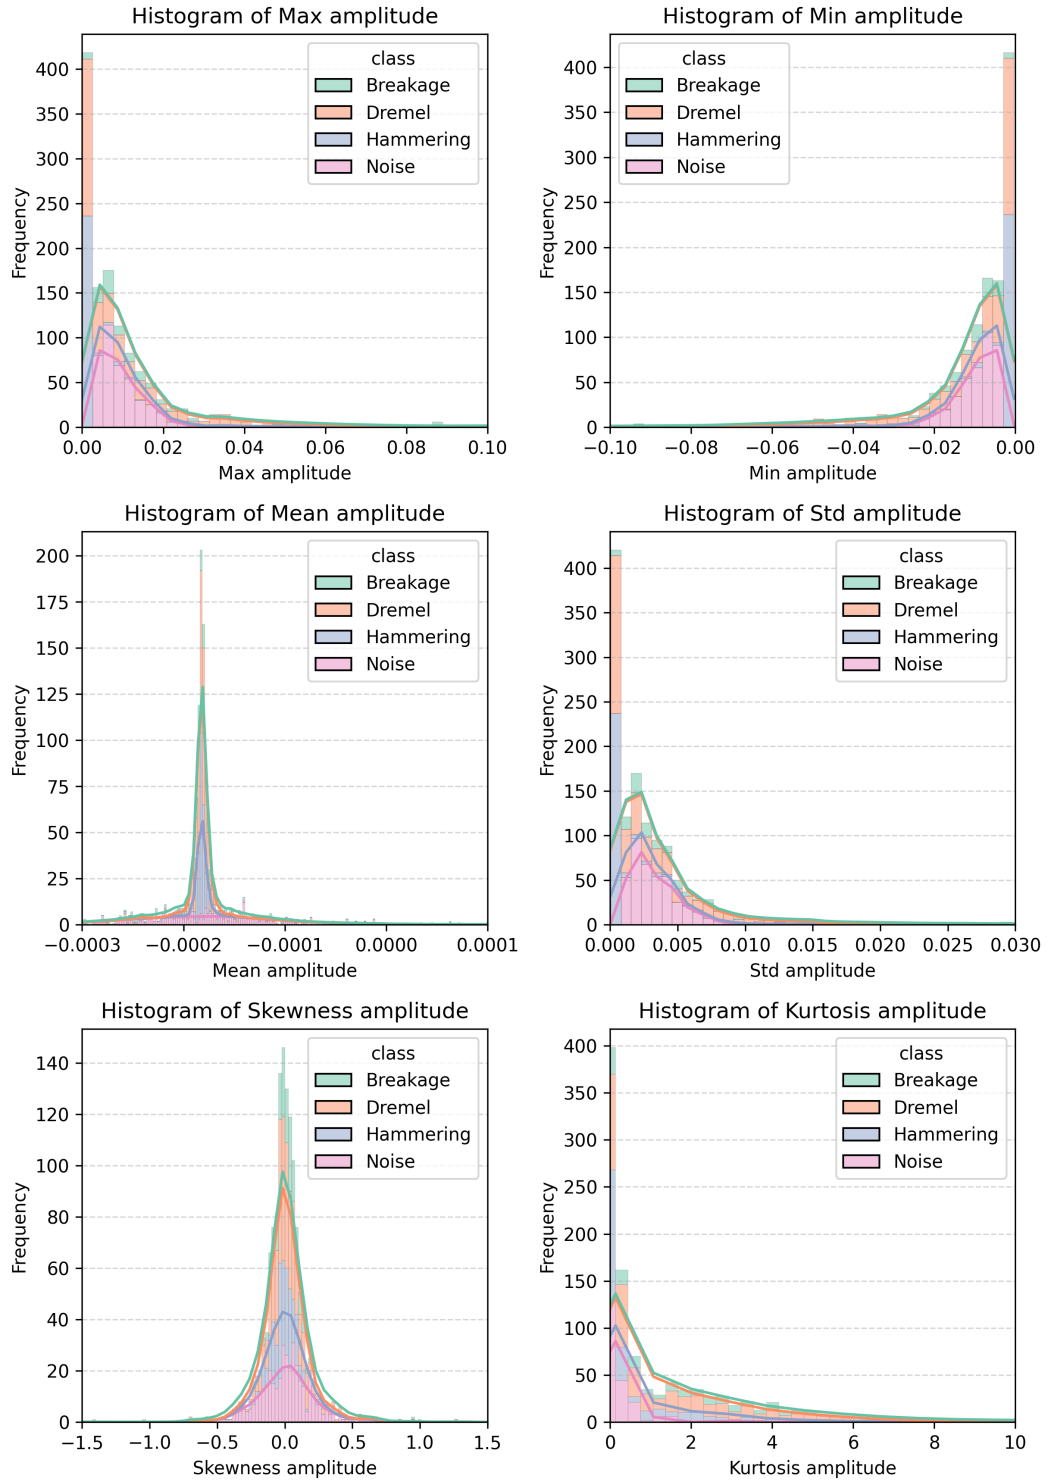 Histogram of Max amplitude
400
350
300
250
200
150
100
50
0
Frequency
0.00
0.02
0.04
0.06
0.08
0.10
Max amplitude
class
Breakage
Dremel
Hammering
Noise
Histogram of Min amplitude
400
350
300
250
200
150
100
50
0
Frequency
−0.10
−0.08
−0.06
−0.04
−0.02
0.00
Min amplitude
class
Breakage
Dremel
Hammering
Noise
Histogram of Mean amplitude
200
175
150
125
100
75
50
25
0
Frequency
−0.0003
−0.0002
−0.0001
0.0000
0.0001
Mean amplitude
class
Breakage
Dremel
Hammering
Noise
Histogram of Std amplitude
400
350
300
250
200
150
100
50
0
Frequency
0.000
0.005
0.010
0.015
0.020
0.025
0.030
Std amplitude
class
Breakage
Dremel
Hammering
Noise
Histogram of Skewness amplitude
140
120
100
80
60
40
20
0
Frequency
−1.5
−1.0
−0.5
0.0
0.5
1.0
1.5
Skewness amplitude
class
Breakage
Dremel
Hammering
Noise
Histogram of Kurtosis amplitude
400
350
300
250
200
150
100
50
0
Frequency
0
2
4
6
8
10
Kurtosis amplitude
class
Breakage
Dremel
Hammering
Noise